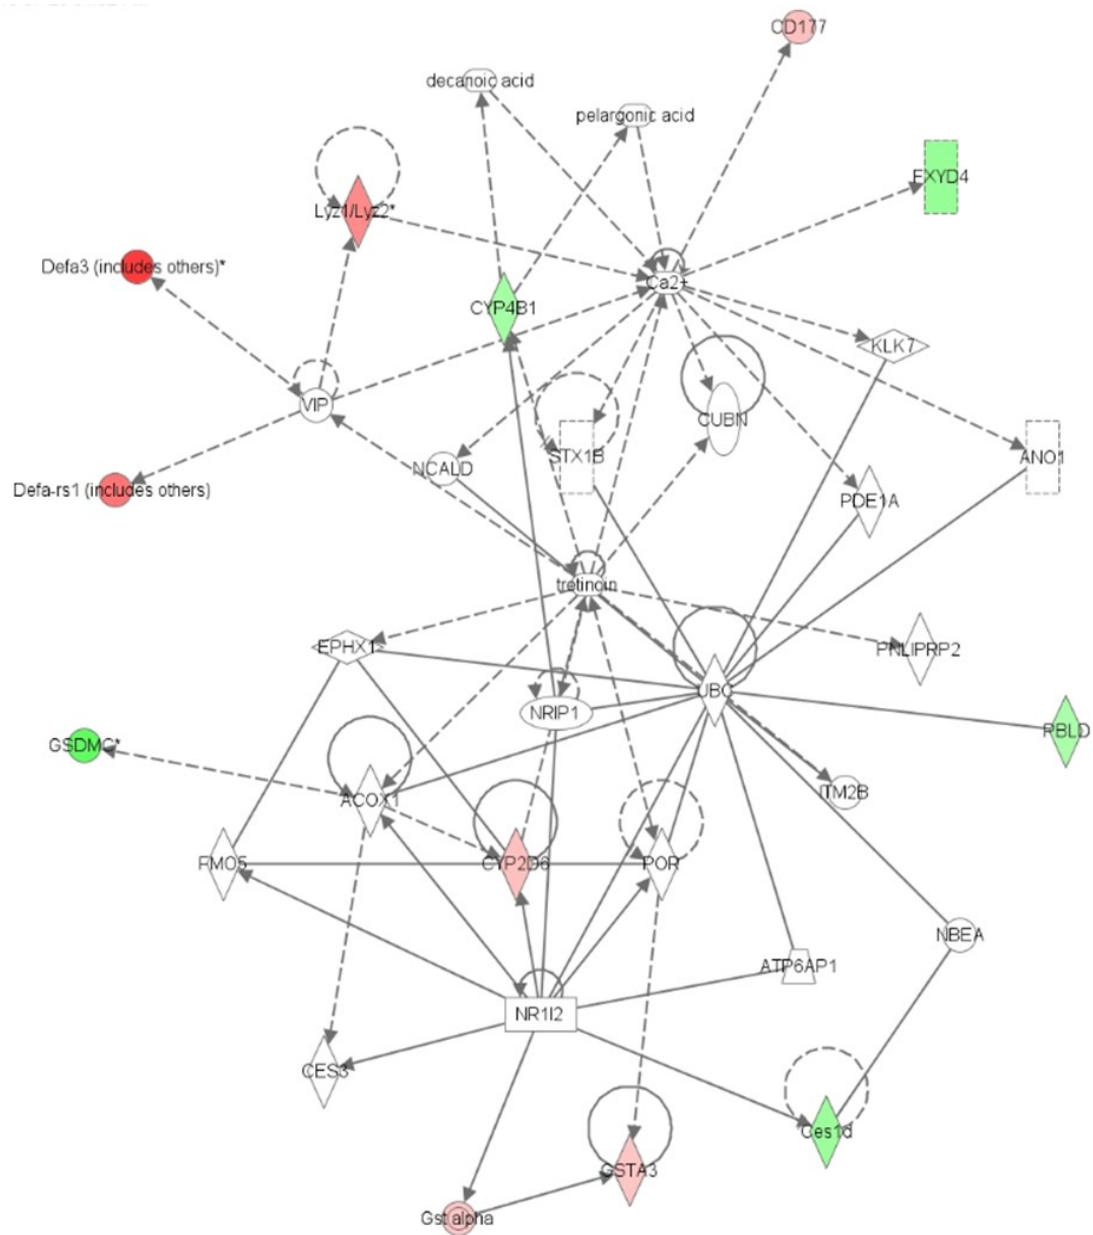 CD177
decanoic acid
pelargonic acid
FXYD4
Lyz1/Lyz2*
Defa3 (includes others)*
Ca2+
CYP4B1
KLK7
VIP
CUBN
STX1B
ANO1
NCALD
Defa-rs1 (includes others)
PDE1A
tretinoin
EPHX1
PNLIPRP2
UBC
NRIP1
PBLD
GSDMC*
ITM2B
ACOX1
FMO5
CYP2D6
POR
NBEA
ATP6AP1
NR1I2
CES3
Ces1d
GSTA3
Gst alpha